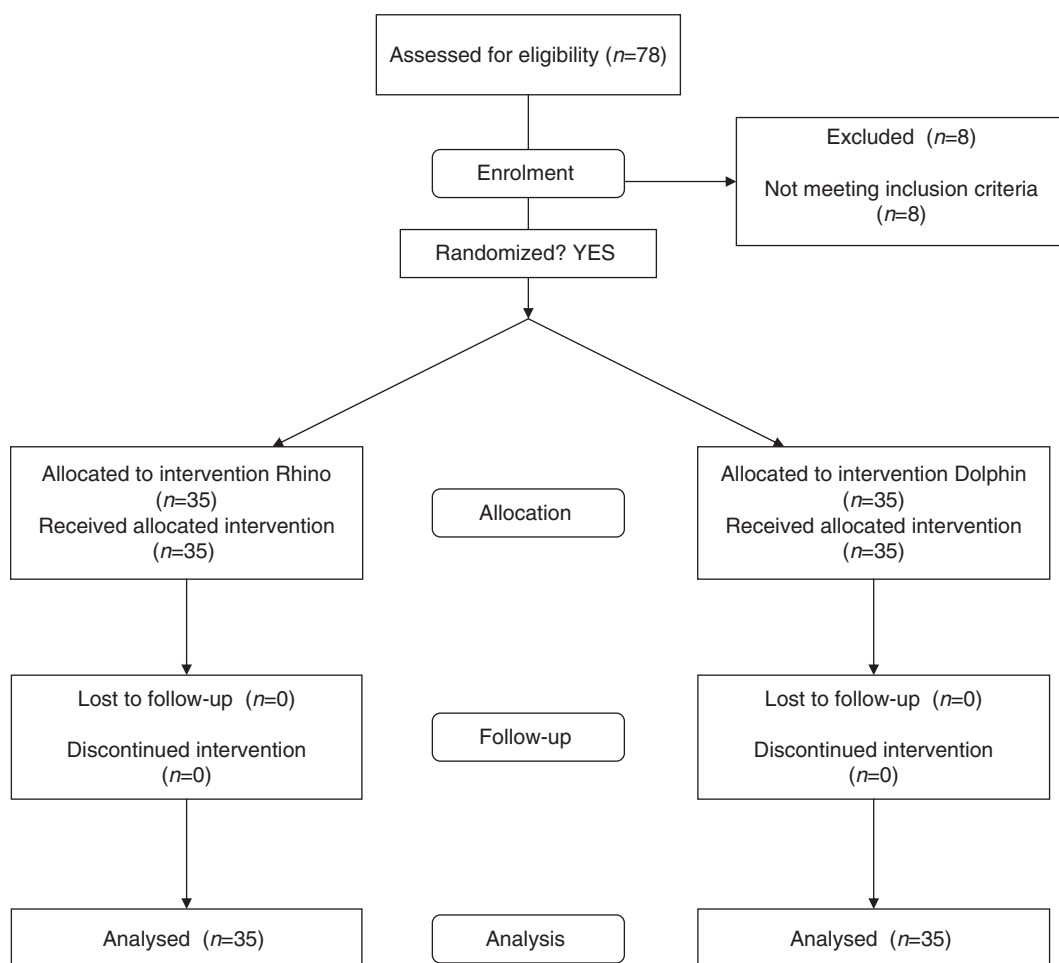 Assessed for eligibility (n=78)
Excluded (n=8)
Not meeting inclusion criteria
(n=8)
Enrolment
Randomized? YES
Allocated to intervention Rhino
(n=35)
Received allocated intervention
(n=35)
Allocation
Allocated to intervention Dolphin
(n=35)
Received allocated intervention
(n=35)
Lost to follow-up (n=0)
Discontinued intervention
(n=0)
Follow-up
Lost to follow-up (n=0)
Discontinued intervention
(n=0)
Analysed (n=35)
Analysis
Analysed (n=35)